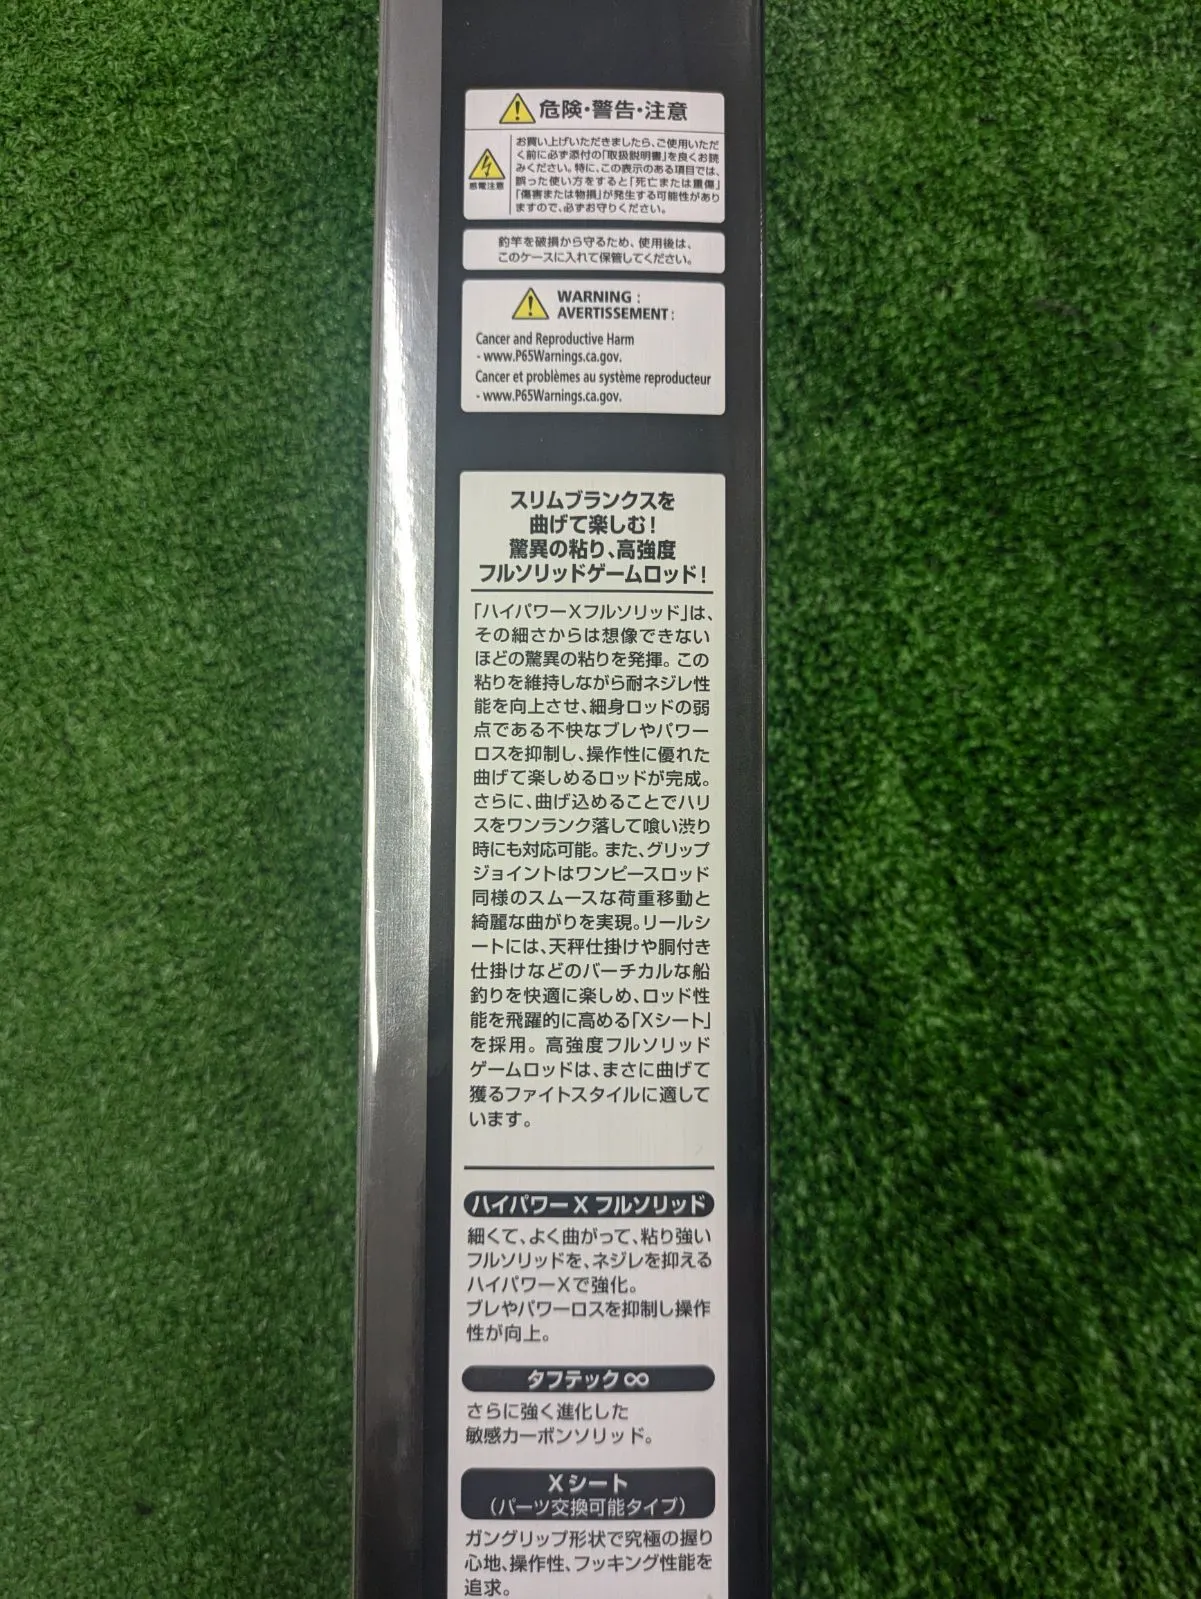 危険・警告・注意
感電注意
お買い上げいただきましたら、ご使用いただ
く前に必ず添付の「取扱説明書」を良くお読
みください。特に、この表示のある項目では、
誤った使い方をすると「死亡または重傷」
「傷害または物損」が発生する可能性があり
ますので、必ずお守りください。
釣竿を破損から守るため、使用後は、
このケースに入れて保管してください。
WARNING :
AVERTISSEMENT :
Cancer and Reproductive Harm
- www.P65Warnings.ca.gov.
Cancer et problèmes au système reproducteur
- www.P65Warnings.ca.gov.
スリムブランクスを
曲げて楽しむ!
驚異の粘り、高強度
フルソリッドゲームロッド!
「ハイパワーXフルソリッド」は、
その細さからは想像できない
ほどの驚異の粘りを発揮。この
粘りを維持しながら耐ネジレ性
能を向上させ、細身ロッドの弱
点である不快なブレやパワー
ロスを抑制し、操作性に優れた
曲げて楽しめるロッドが完成。
さらに、曲げ込めることでハリ
スをワンランク落して喰い渋り
時にも対応可能。また、グリップ
ジョイントはワンピースロッド
同様のスムースな荷重移動と
綺麗な曲がりを実現。リールシ
ートには、天秤仕掛けや胴付き
仕掛けなどのバーチカルな船
釣りを快適に楽しめ、ロッド性
能を飛躍的に高める「Xシート」
を採用。高強度フルソリッド
ゲームロッドは、まさに曲げて
獲るファイトスタイルに適して
います。
ハイパワーX フルソリッド
細くて、よく曲がって、粘り強い
フルソリッドを、ネジレを抑える
ハイパワーXで強化。
ブレやパワーロスを抑制し操作
性が向上。
タフテック∞
さらに強く進化した
敏感カーボンソリッド。
Xシート
(パーツ交換可能タイプ)
ガングリップ形状で究極の握り
心地、操作性、フッキング性能を
追求。